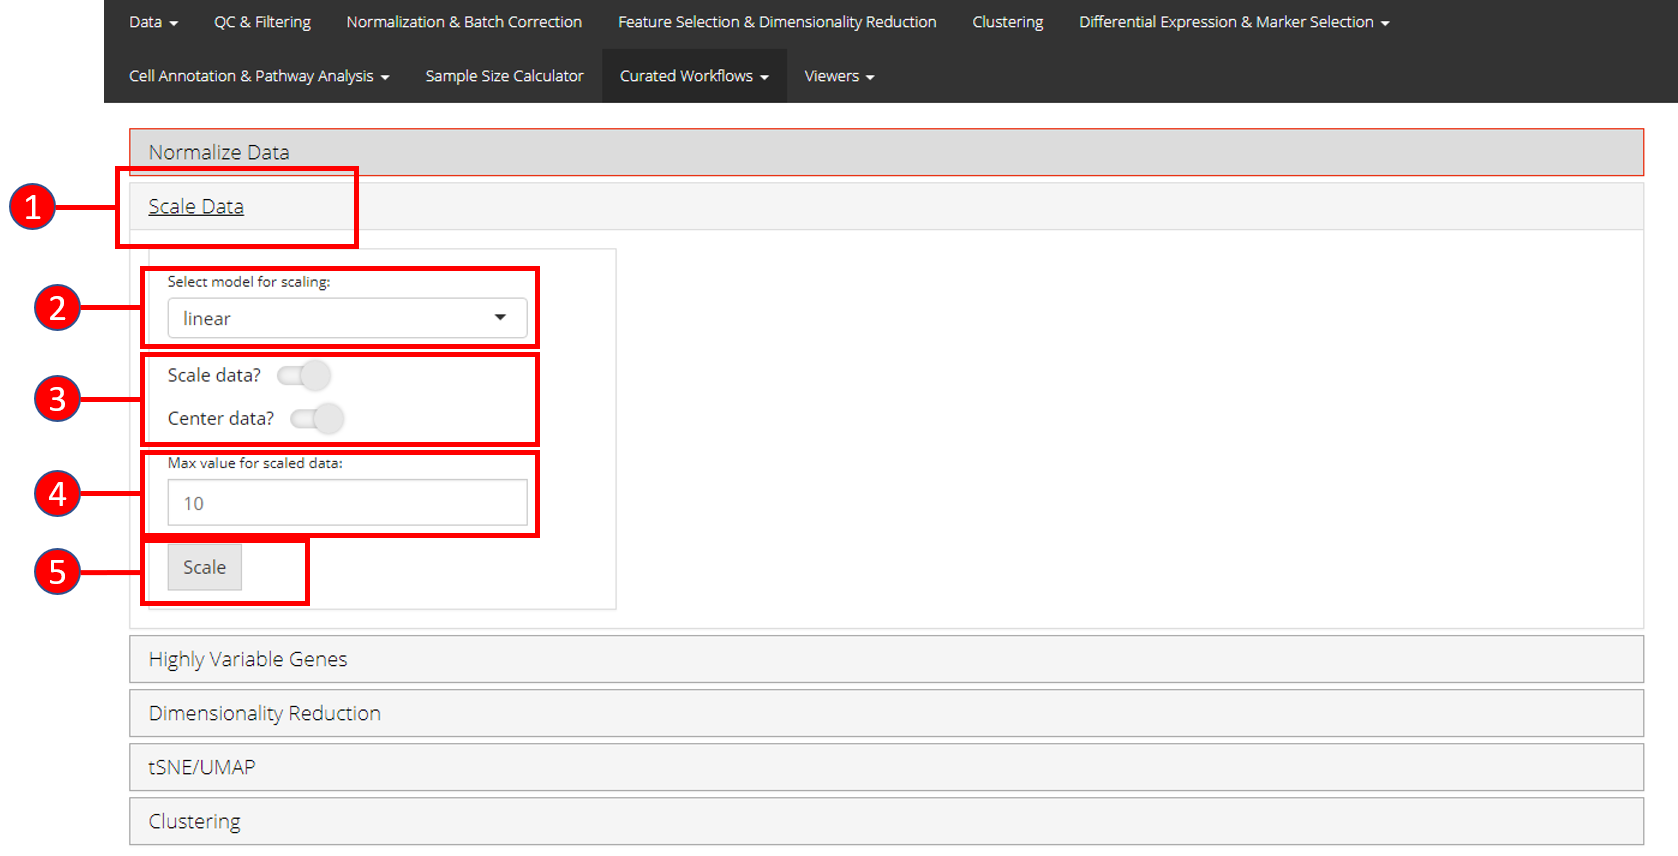 Data QC & Filtering Normalization & Batch Correction Feature Selection & Dimensionality Reduction Clustering Differential Expression & Marker Selection
Cell Annotation & Pathway Analysis Sample Size Calculator Curated Workflows Viewers
Normalize Data
1 Scale Data
Select model for scaling:
2 linear
Scale data?
3
Center data?
Max value for scaled data:
4 10
5 Scale
Highly Variable Genes
Dimensionality Reduction
tSNE/UMAP
Clustering